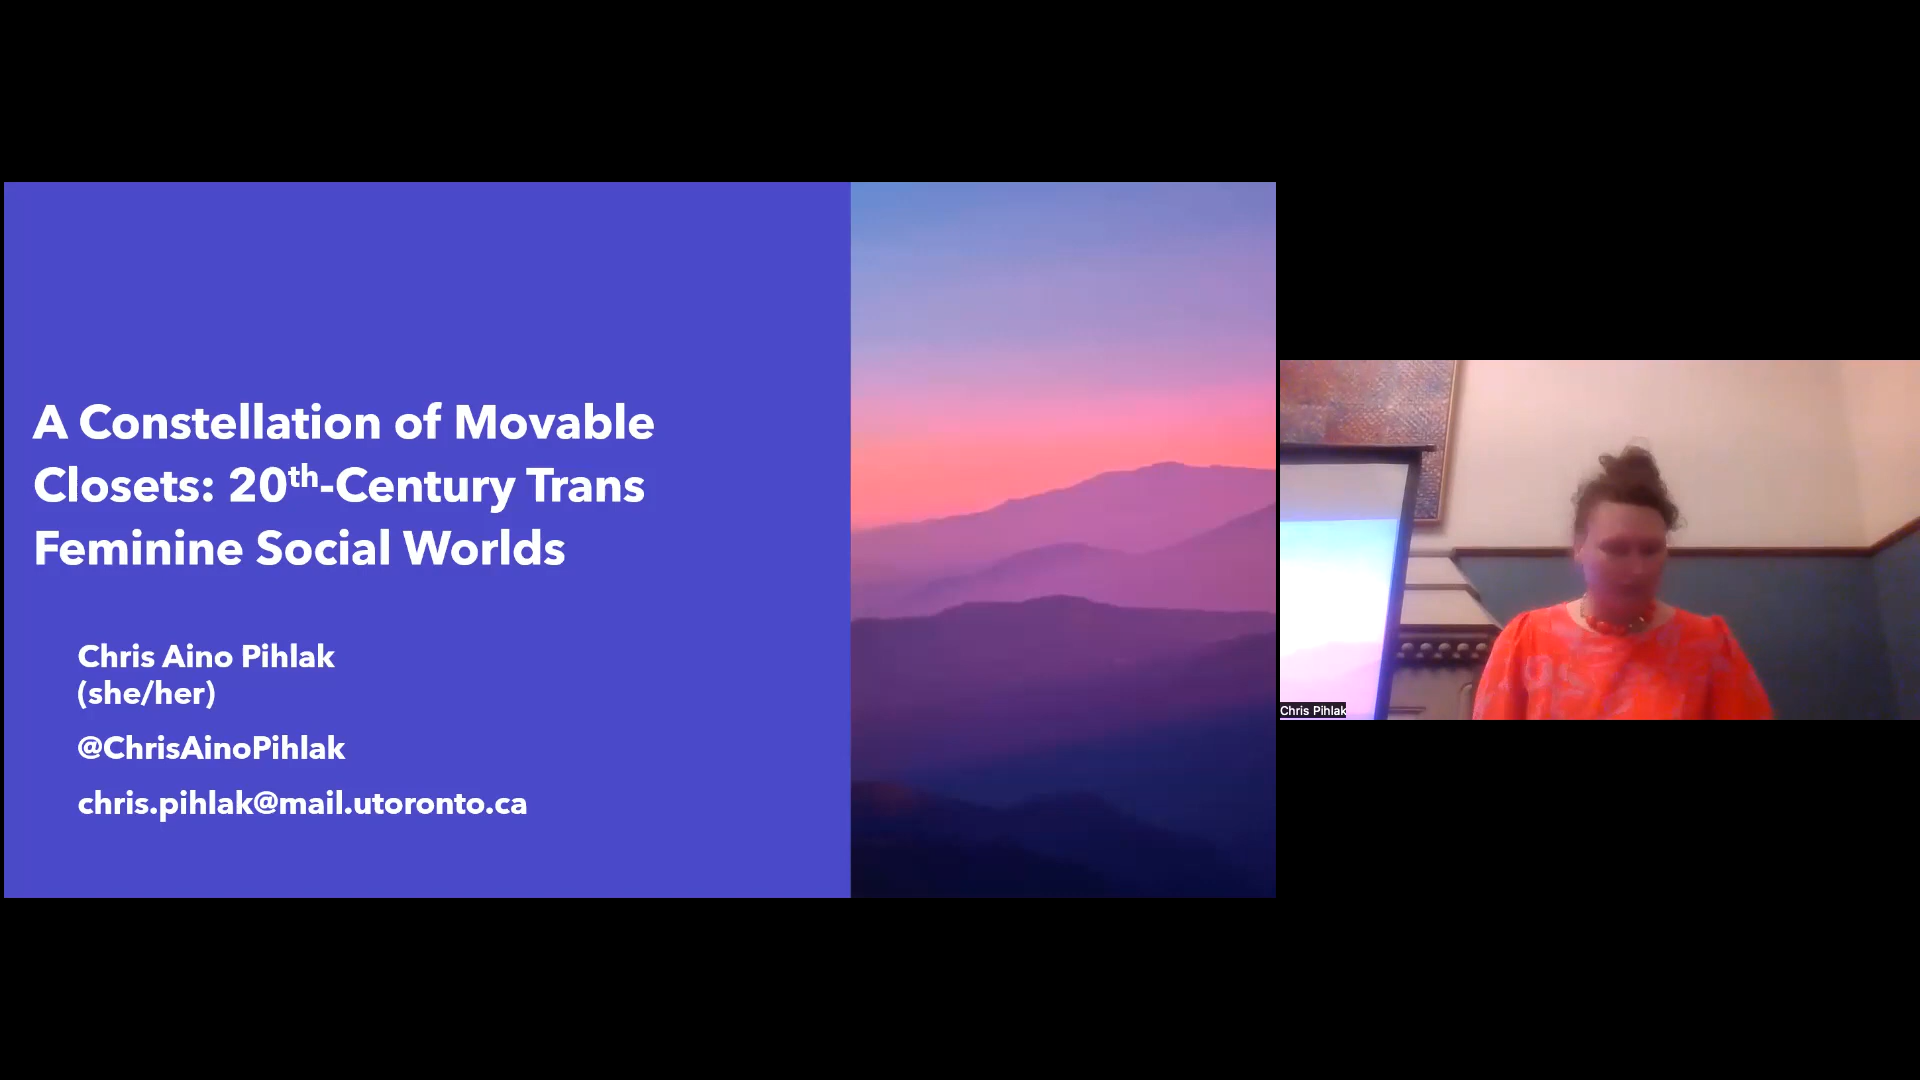 A Constellation of Movable
Closets: 20th-Century Trans
Feminine Social Worlds
Chris Aino Pihlak
(she/her)
@ChrisAinoPihlak
chris.pihlak@mail.utoronto.ca
Chris Pihlak